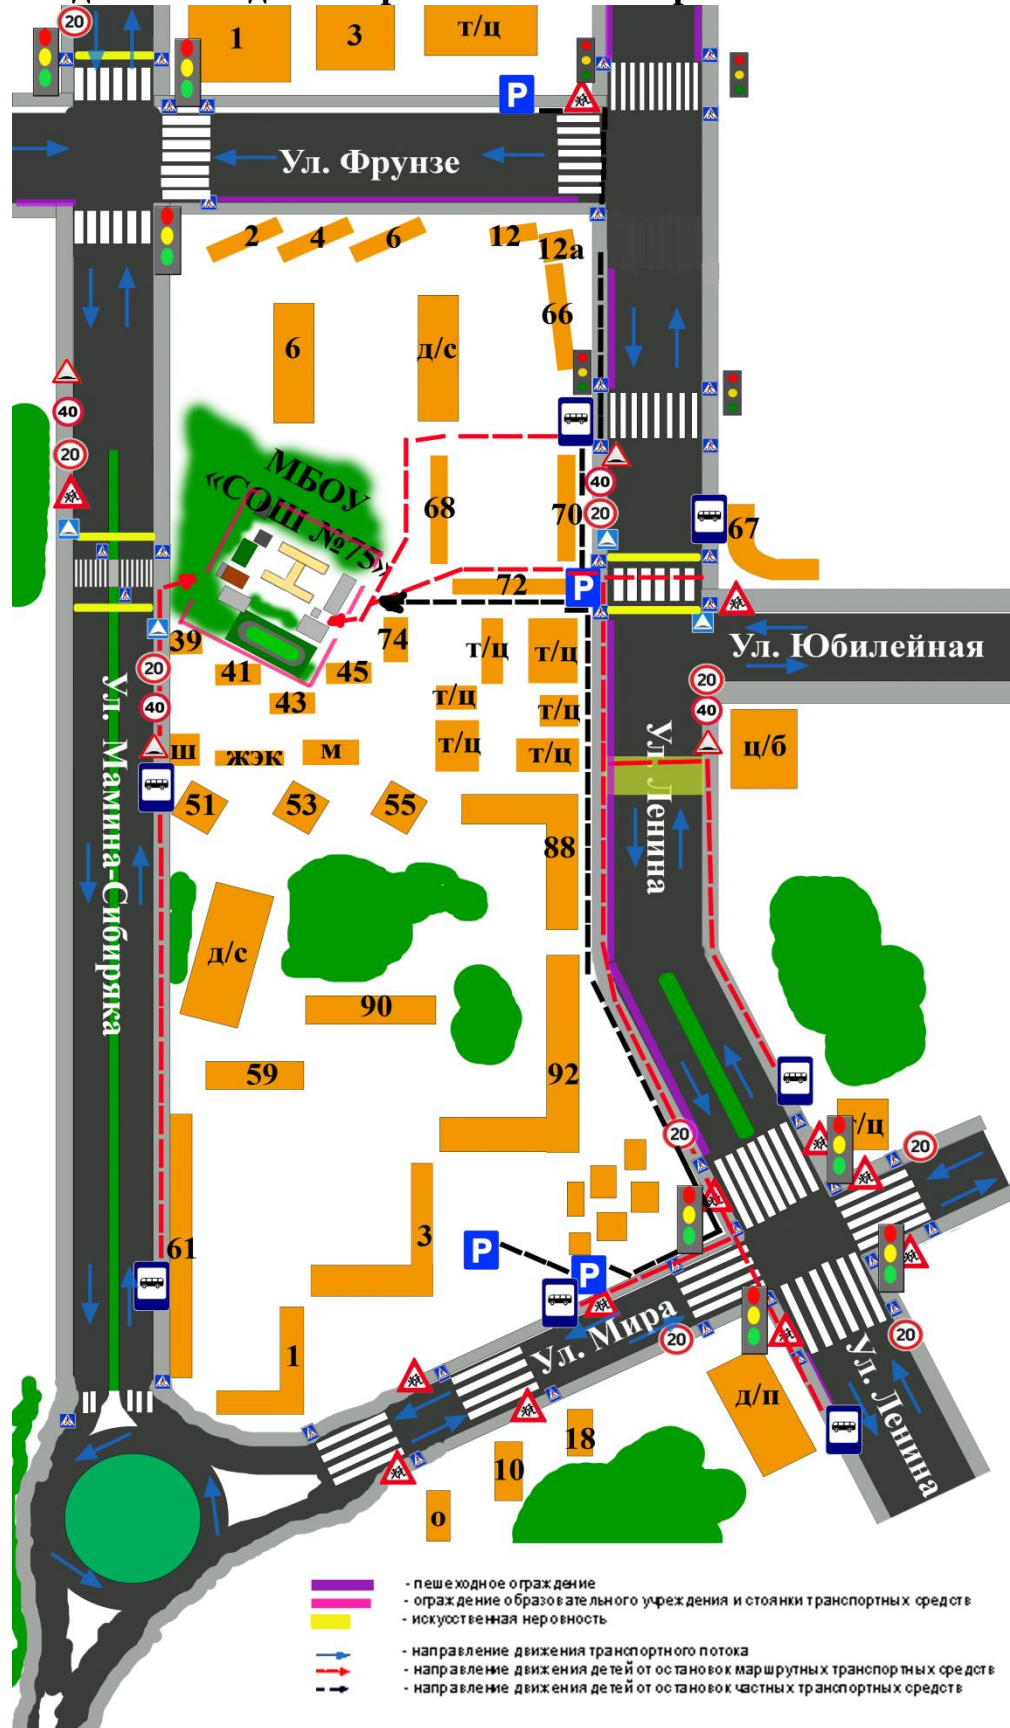 20
1
3
т/ц
P
Ул. Фрунзе
2
4
6
12
12а
66
6
д/с
40
20
МБОУ
«СОШ №75»
68
70
40
20
67
72
P
39
41
43
45
74
т/ц
т/ц
Ул. Юбилейная
20
40
20
40
т/ц
т/ц
т/ц
т/ц
ц/б
Ул. Ленина
Ул. Мамина-Сибиряка
ш
жэк
м
51
53
55
88
д/с
90
59
92
20
т/ц
20
61
3
P
P
1
Ул. Мира
20
20
Ул. Ленина
д/п
18
10
о
- пешеходное ограждение
- ограждение образовательного учреждения и стоянки транспортных средств
- искусственная неровность
- направление движения транспортного потока
- направление движения детей от остановок маршрутных транспортных средств
- направление движения детей от остановок частных транспортных средств